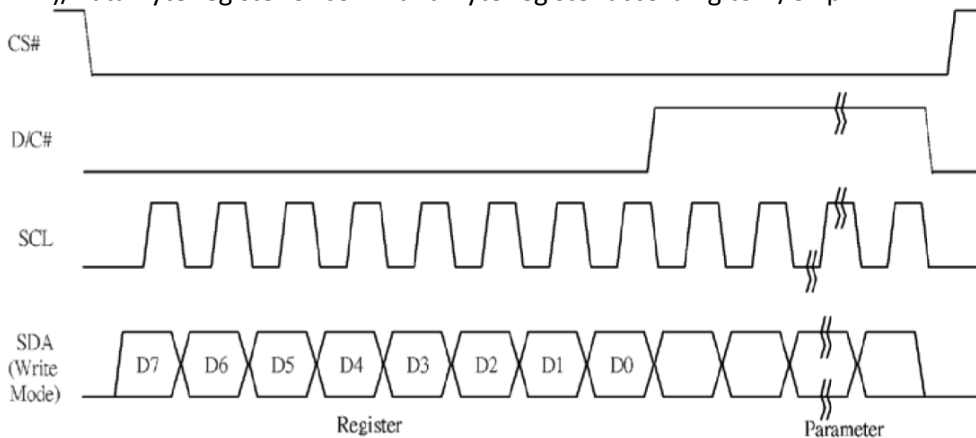 CS#
D/C#
SCL
SDA
(Write
Mode)
D7 D6 D5 D4 D3 D2 D1 D0
Register Parameter